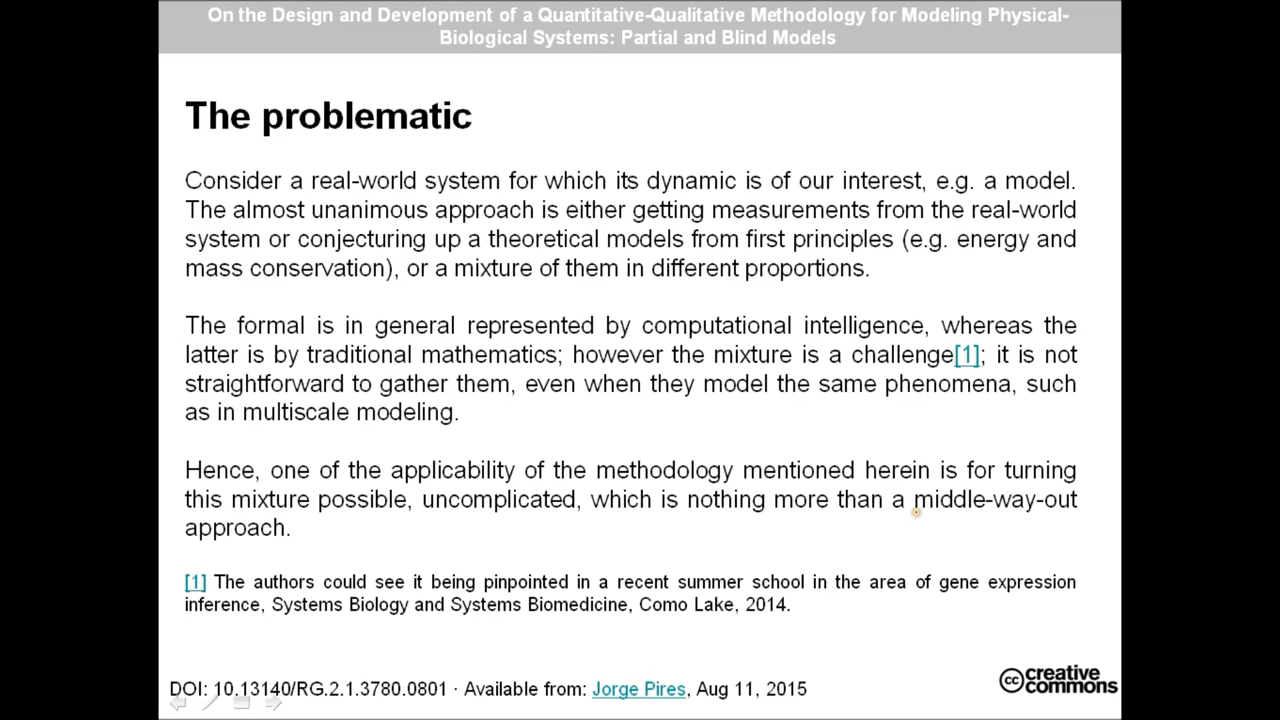 On the Design and Development of a Quantitative-Qualitative Methodology for Modeling Physical-
Biological Systems: Partial and Blind Models
The problematic
Consider a real-world system for which its dynamic is of our interest, e.g. a model.
The almost unanimous approach is either getting measurements from the real-world
system or conjecturing up a theoretical models from first principles (e.g. energy and
mass conservation), or a mixture of them in different proportions.
The formal is in general represented by computational intelligence, whereas the
latter is by traditional mathematics; however the mixture is a challenge[1]; it is not
straightforward to gather them, even when they model the same phenomena, such
as in multiscale modeling.
Hence, one of the applicability of the methodology mentioned herein is for turning
this mixture possible, uncomplicated, which is nothing more than a middle-way-out
approach.
[1] The authors could see it being pinpointed in a recent summer school in the area of gene expression
inference, Systems Biology and Systems Biomedicine, Como Lake, 2014.
DOI: 10.13140/RG.2.1.3780.0801 · Available from: Jorge Pires, Aug 11, 2015
cc creative
commons